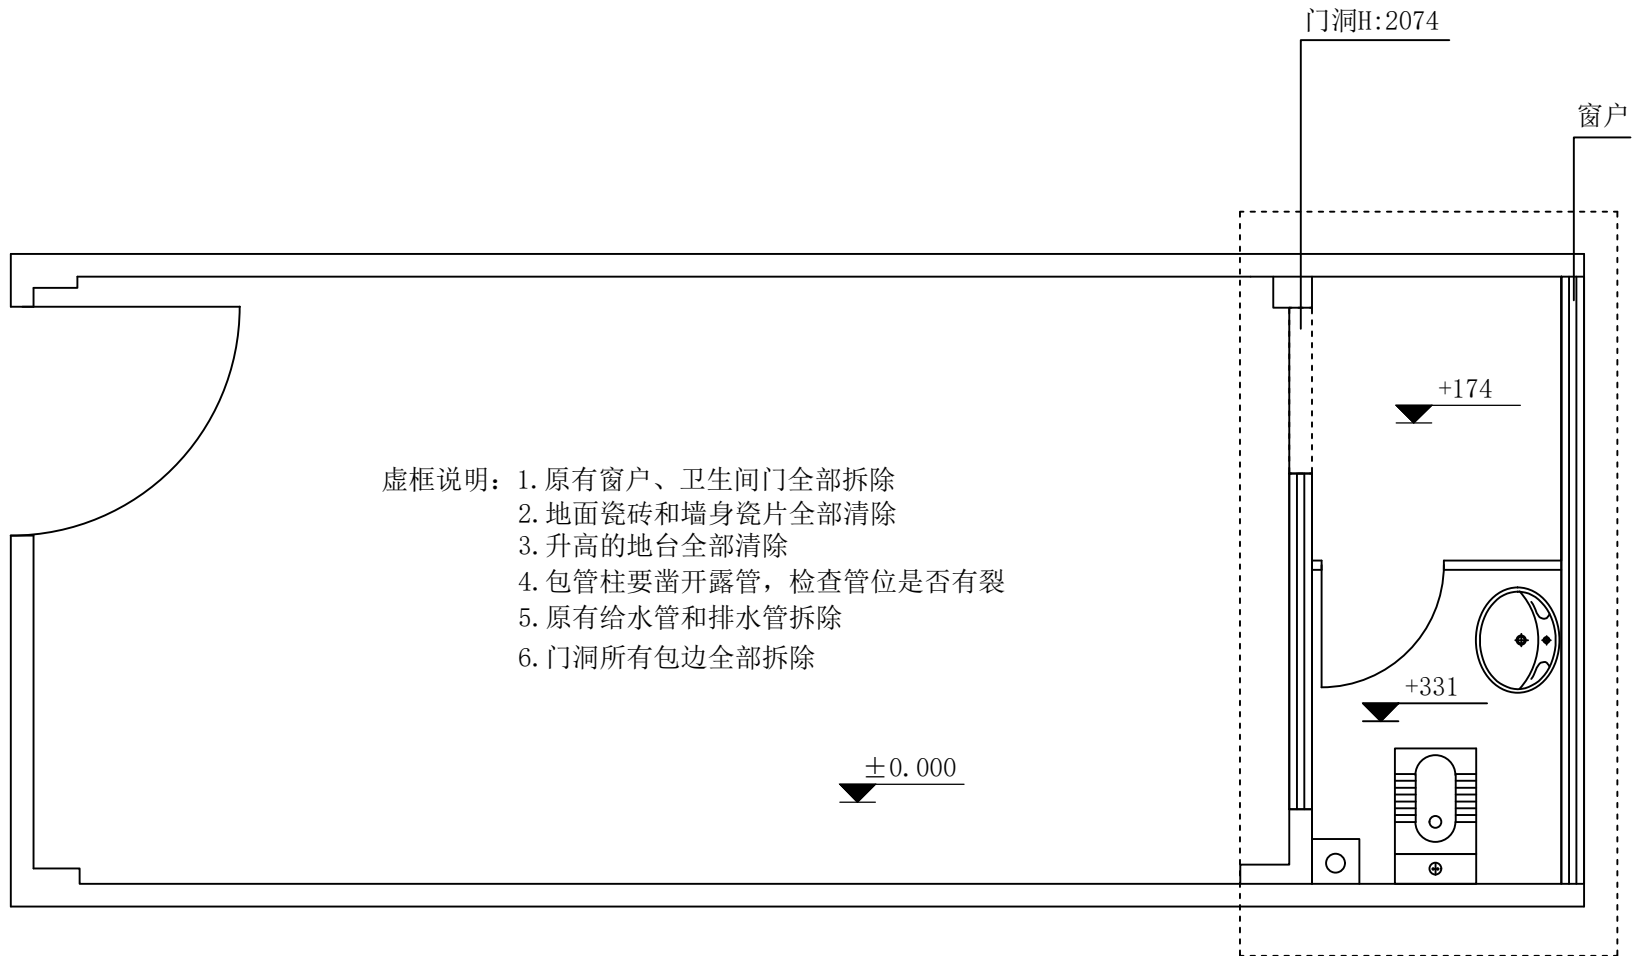 门洞H:2074
窗户
+174
虚框说明：1.原有窗户、卫生间门全部拆除
2.地面瓷砖和墙身瓷片全部清除
3.升高的地台全部清除
4.包管柱要凿开露管，检查管位是否有裂
5.原有给水管和排水管拆除
6.门洞所有包边全部拆除
+331
±0.000